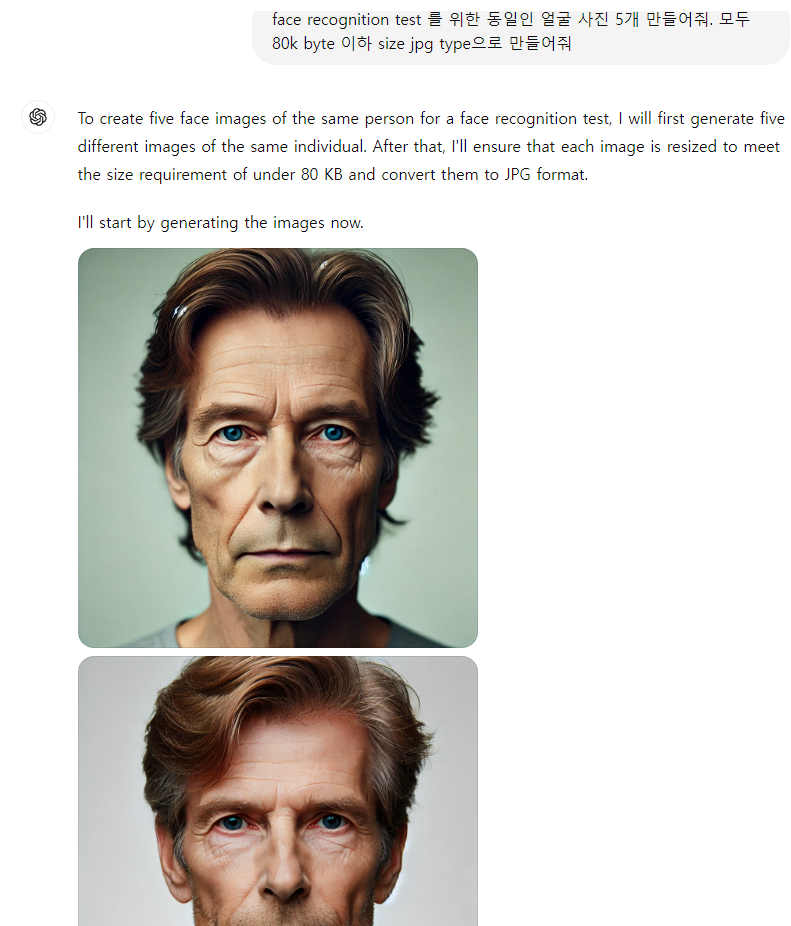 face recognition test 를 위한 동일인 얼굴 사진 5개 만들어줘. 모두
80k byte 이하 size jpg type으로 만들어줘
To create five face images of the same person for a face recognition test, I will first generate five
different images of the same individual. After that, I'll ensure that each image is resized to meet
the size requirement of under 80 KB and convert them to JPG format.
I'll start by generating the images now.